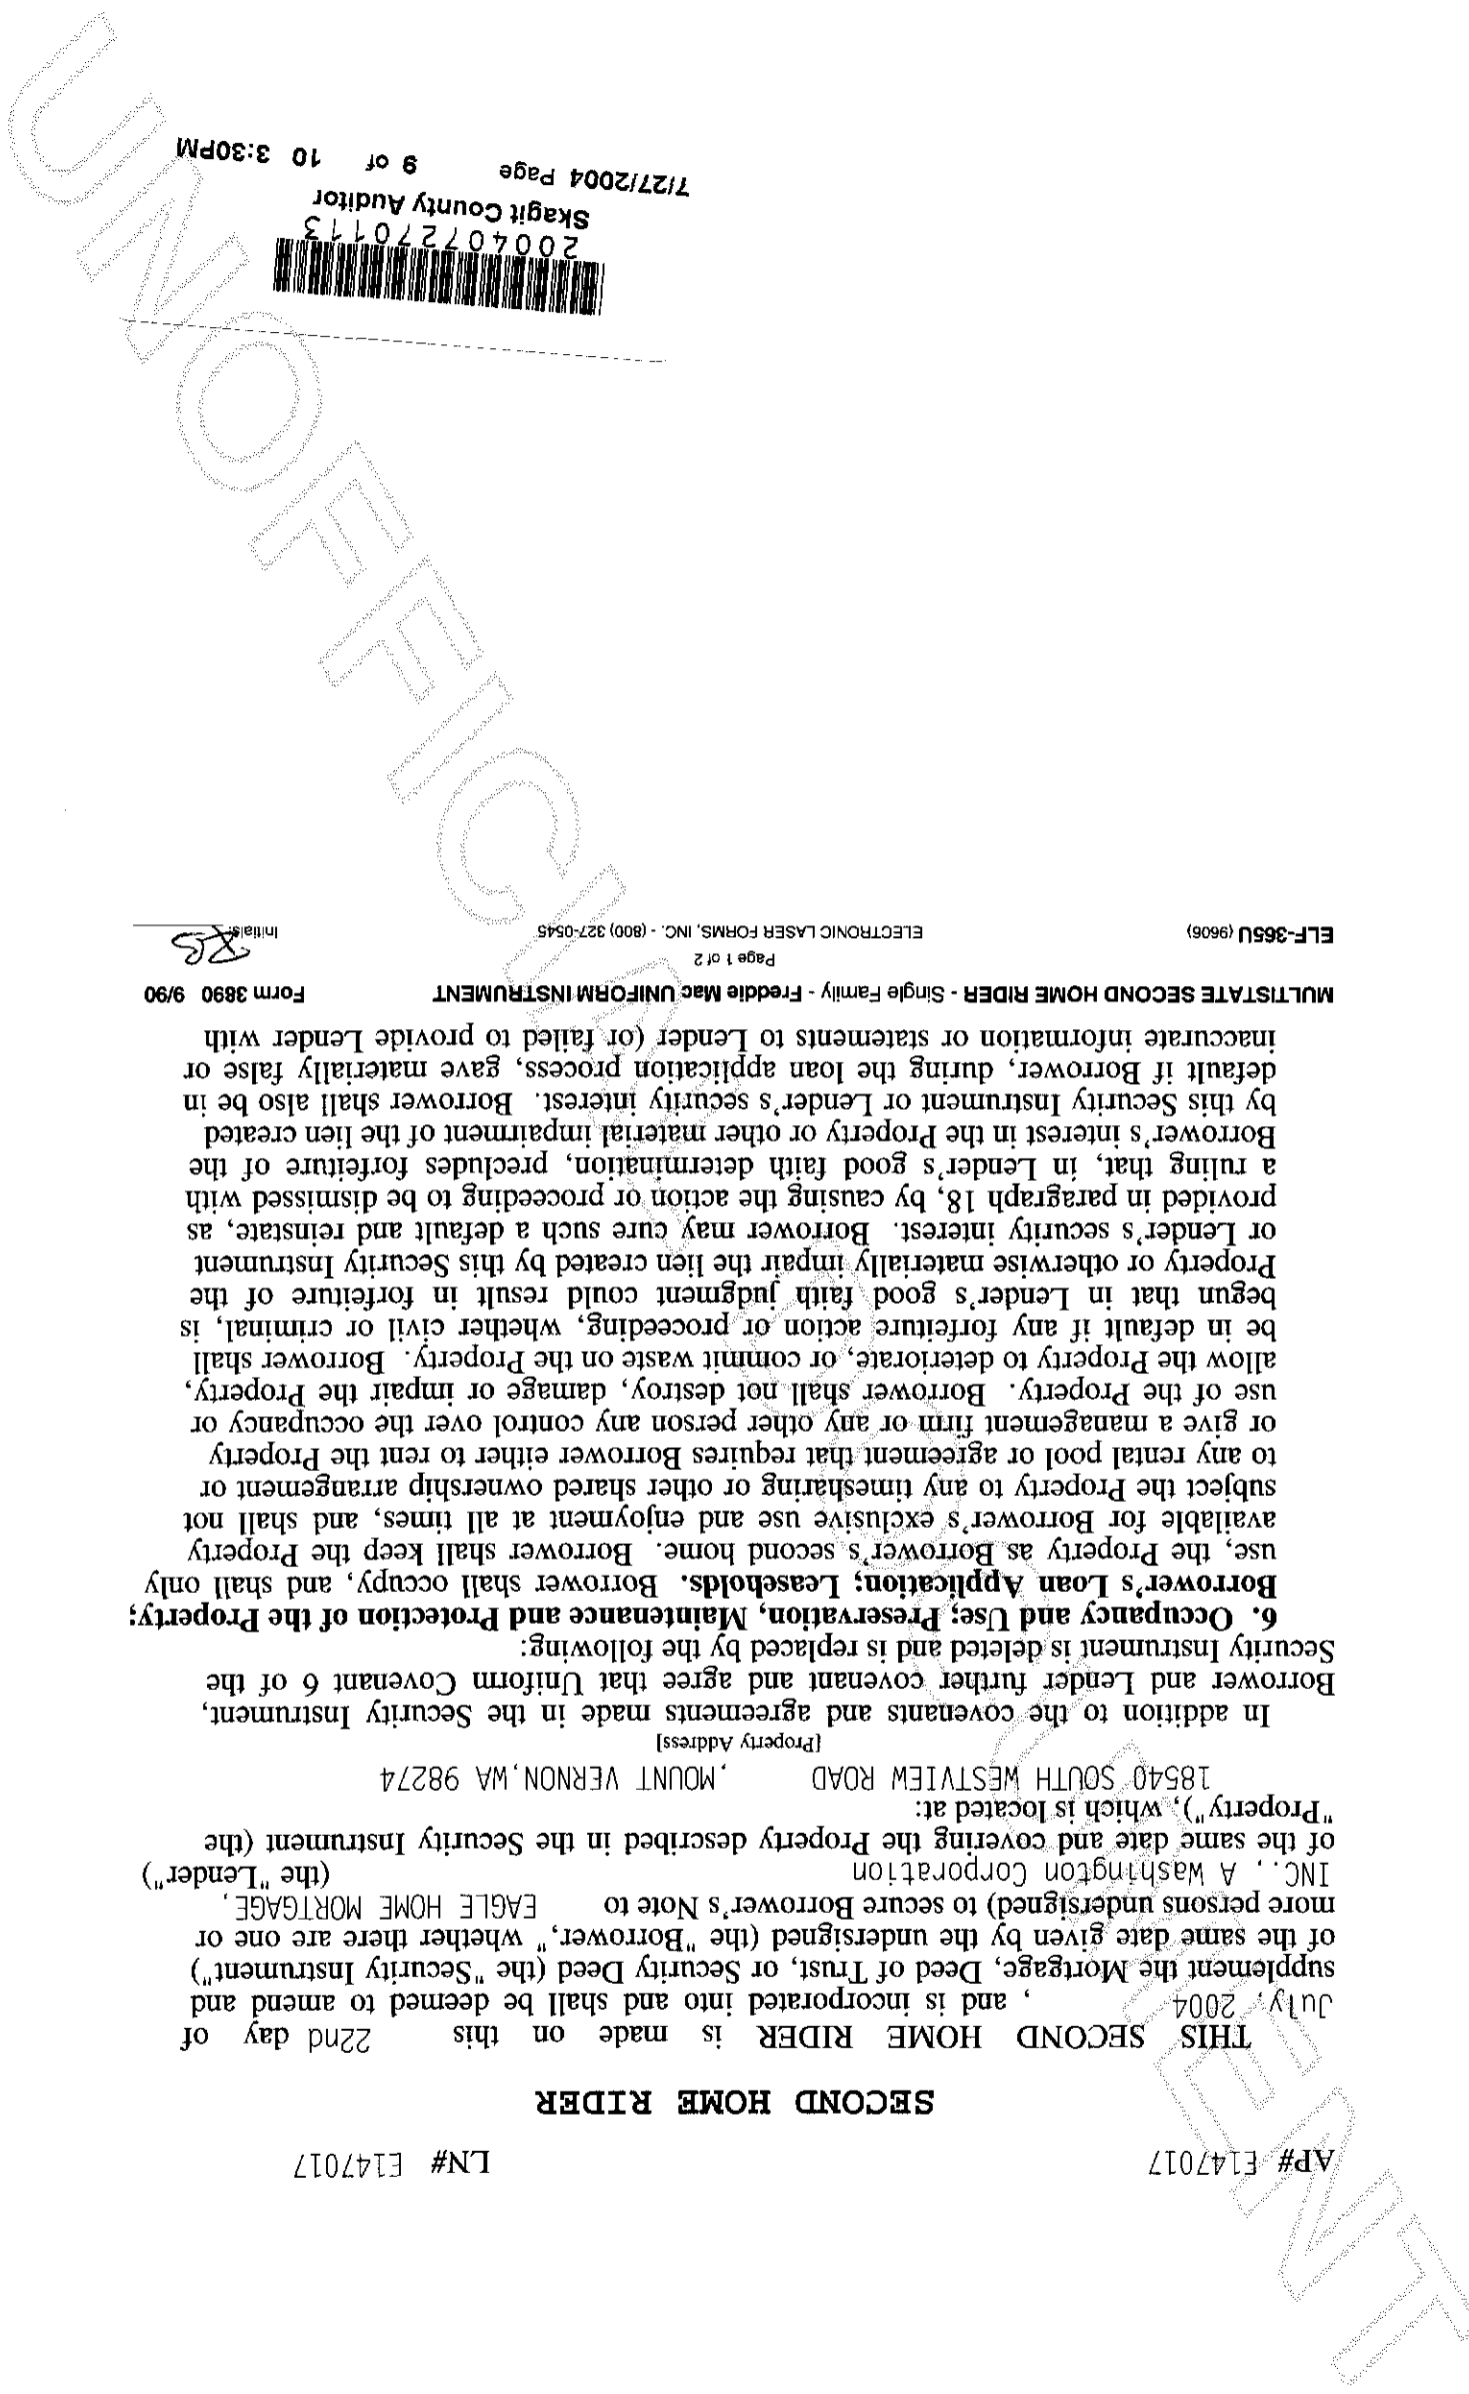 AP# E147017 LN# E147017
SECOND HOME RIDER
THIS SECOND HOME RIDER is made on this 22nd day of
July, 2004 , and is incorporated into and shall be deemed to amend and
supplement the Mortgage, Deed of Trust, or Security Deed (the "Security Instrument")
of the same date given by the undersigned (the "Borrower," whether there are one or
more persons undersigned) to secure Borrower's Note to EAGLE HOME MORTGAGE,
INC., A Washington Corporation (the "Lender")
of the same date and covering the Property described in the Security Instrument (the
"Property"), which is located at:
18540 SOUTH WESTVIEW ROAD ,MOUNT VERNON,WA 98274
[Property Address]
In addition to the covenants and agreements made in the Security Instrument,
Borrower and Lender further covenant and agree that Uniform Covenant 6 of the
Security Instrument is deleted and is replaced by the following:
6. Occupancy and Use; Preservation, Maintenance and Protection of the Property;
Borrower's Loan Application; Leaseholds. Borrower shall occupy, and shall only
use, the Property as Borrower's second home. Borrower shall keep the Property
available for Borrower's exclusive use and enjoyment at all times, and shall not
subject the Property to any timesharing or other shared ownership arrangement or
to any rental pool or agreement that requires Borrower either to rent the Property
or give a management firm or any other person any control over the occupancy or
use of the Property. Borrower shall not destroy, damage or impair the Property,
allow the Property to deteriorate, or commit waste on the Property. Borrower shall
be in default if any forfeiture action or proceeding, whether civil or criminal, is
begun that in Lender's good faith judgment could result in forfeiture of the
Property or otherwise materially impair the lien created by this Security Instrument
or Lender's security interest. Borrower may cure such a default and reinstate, as
provided in paragraph 18, by causing the action or proceeding to be dismissed with
a ruling that, in Lender's good faith determination, precludes forfeiture of the
Borrower's interest in the Property or other material impairment of the lien created
by this Security Instrument or Lender's security interest. Borrower shall also be in
default if Borrower, during the loan application process, gave materially false or
inaccurate information or statements to Lender (or failed to provide Lender with
MULTISTATE SECOND HOME RIDER - Single Family - Freddie Mac UNIFORM INSTRUMENT Form 3890 9/90
Page 1 of 2
ELF-365U (9606) ELECTRONIC LASER FORMS, INC. - (800) 327-0545 Initials: RS
200407270113
Skagit County Auditor
7/27/2004 Page 9 of 10 3:30PM
UNOFFICIAL DOCUMENT